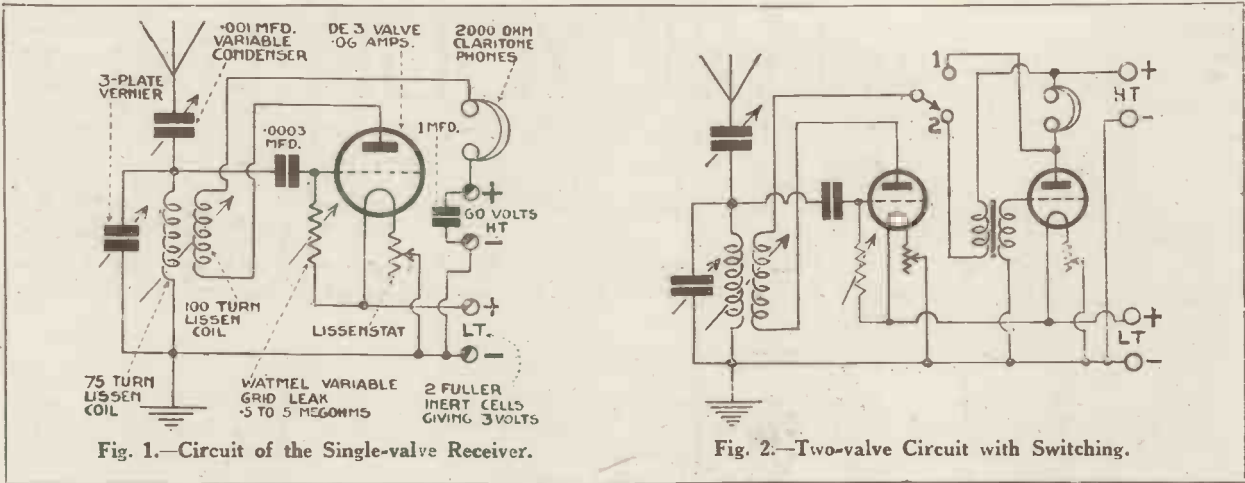 .001 MFD.
VARIABLE
CONDENSER
DE 3 VALVE
.06 AMPS.
2000 OHM
CLARITONE
PHONES
3-PLATE
VERNIER
.0003
MFD.
1 MFD.
+
60 VOLTS
HT
-
100 TURN
LISSEN
COIL
LISSENSTAT
+
LT.
-
75 TURN
LISSEN
COIL
WATMEL VARIABLE
GRID LEAK
.5 TO 5 MEGOHMS
2 FULLER
INERT CELLS
GIVING 3 VOLTS
Fig. 1.—Circuit of the Single-valve Receiver.
1
2
+
HT
-
+
LT
-
Fig. 2.—Two-valve Circuit with Switching.